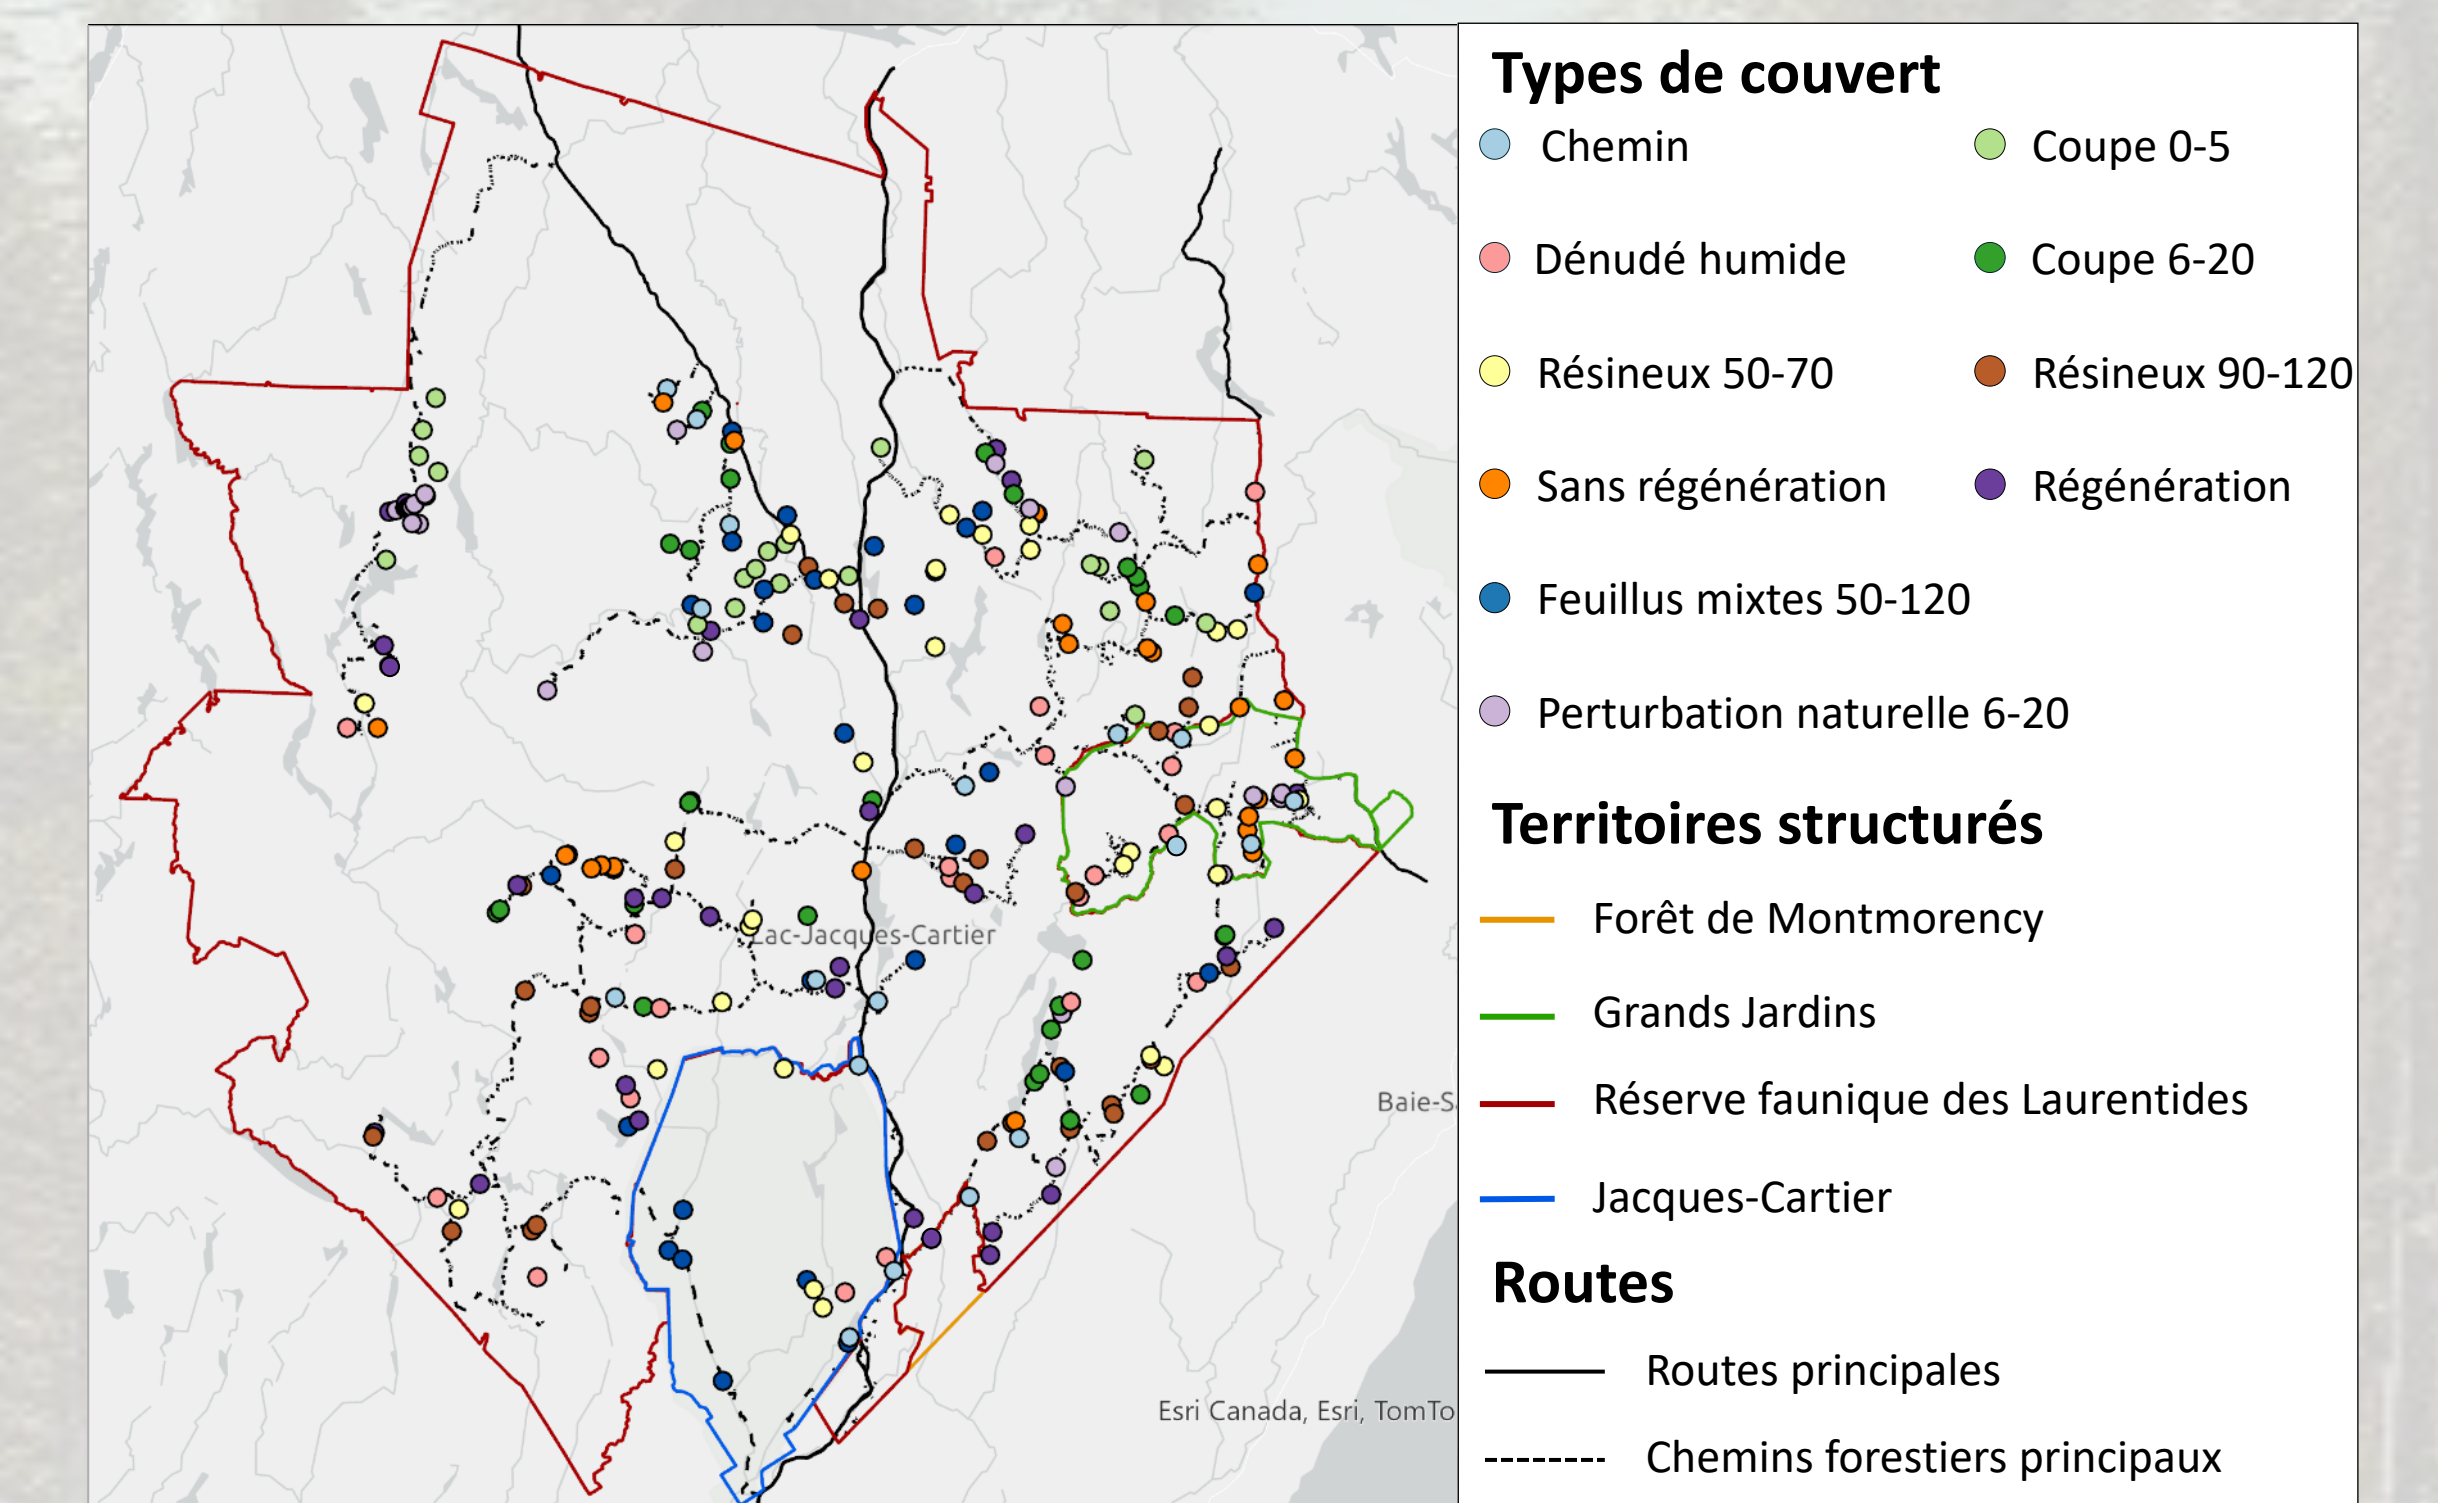 Types de couvert
Chemin
Coupe 0-5
Dénudé humide
Coupe 6-20
Résineux 50-70
Résineux 90-120
Sans régénération
Régénération
Feuillus mixtes 50-120
Perturbation naturelle 6-20
Territoires structurés
Forêt de Montmorency
Grands Jardins
Réserve faunique des Laurentides
Jacques-Cartier
Routes
Routes principales
Chemins forestiers principaux
Lac-Jacques-Cartier
Baie-S
Esri Canada, Esri, TomTo